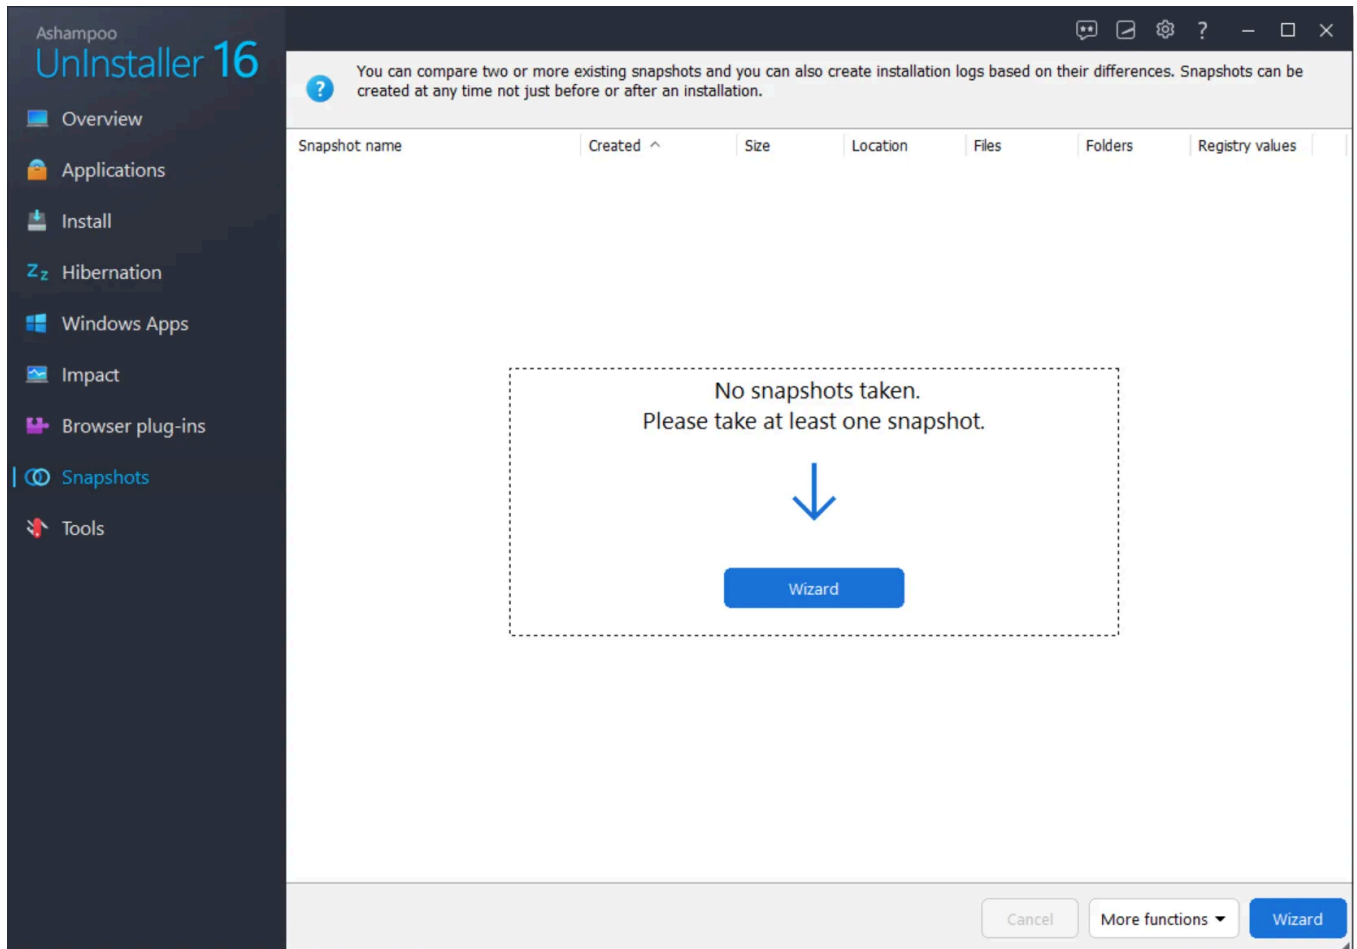 Ashampoo
UnInstaller 16
Overview
Applications
Install
Zz Hibernation
Windows Apps
Impact
Browser plug-ins
Snapshots
Tools
?
? You can compare two or more existing snapshots and you can also create installation logs based on their differences. Snapshots can be
created at any time not just before or after an installation.
Snapshot name Created Size Location Files Folders Registry values
No snapshots taken.
Please take at least one snapshot.
Wizard
Cancel More functions Wizard